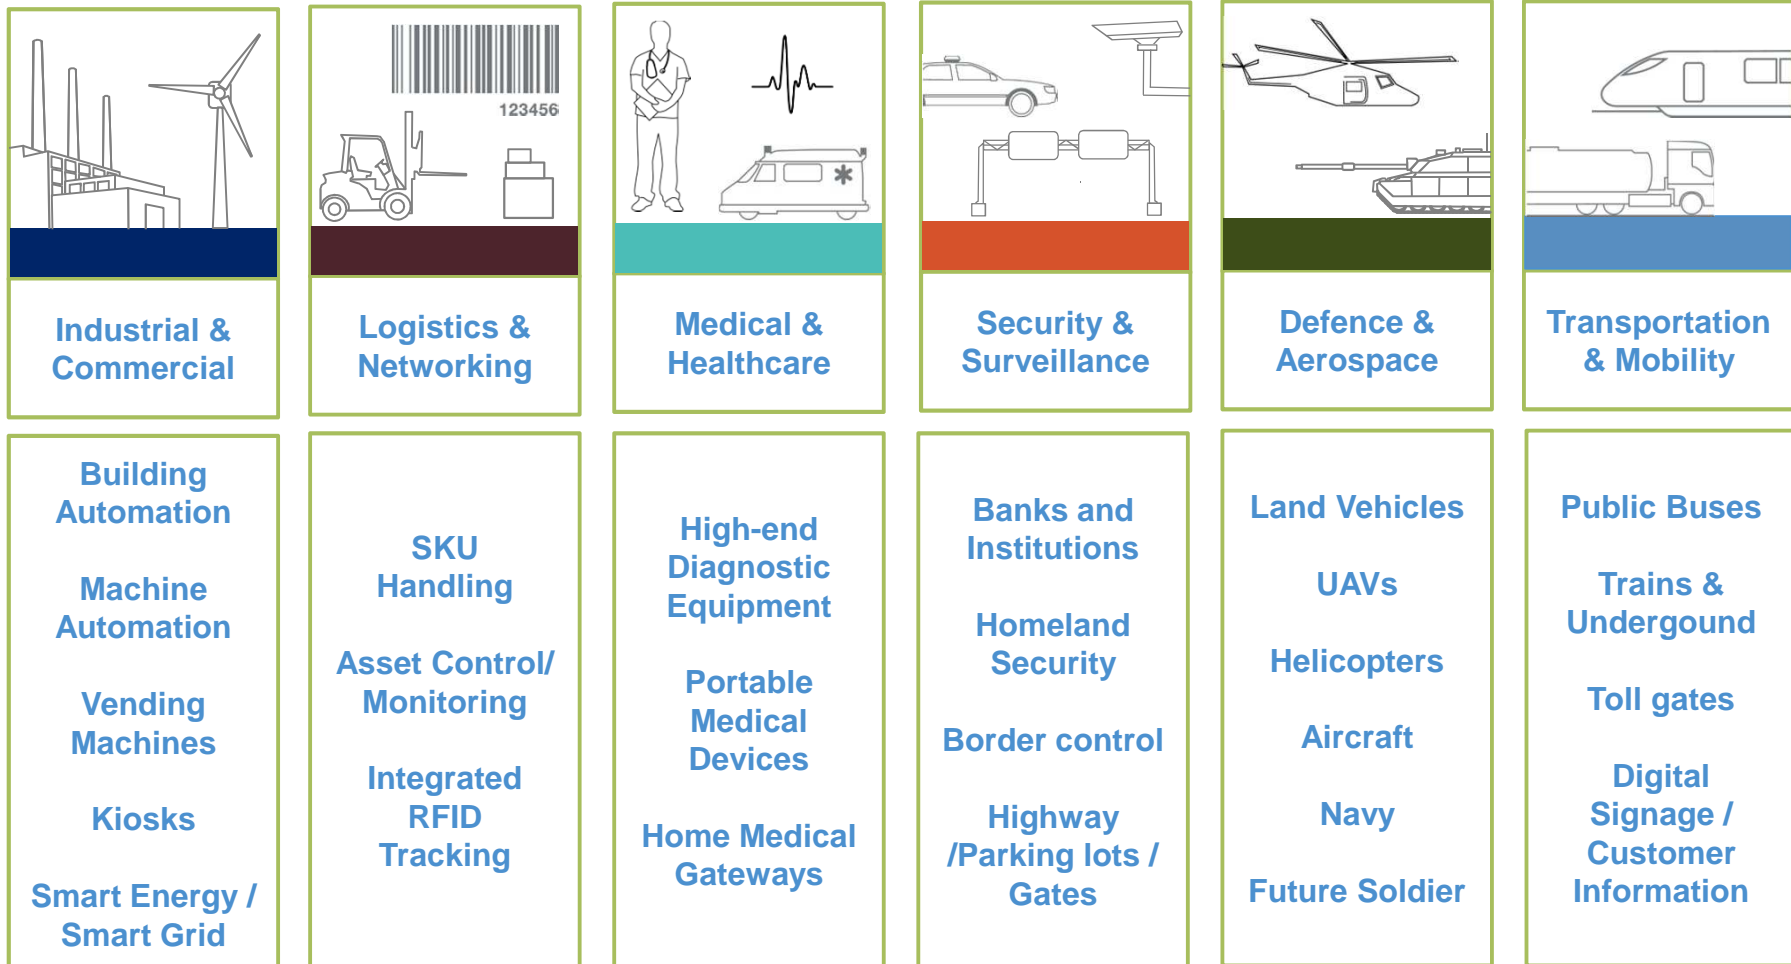 123456
Industrial &
Commercial
Logistics &
Networking
Medical &
Healthcare
Security &
Surveillance
Defence &
Aerospace
Transportation
& Mobility
Building
Automation
Machine
Automation
Vending
Machines
Kiosks
Smart Energy /
Smart Grid
SKU
Handling
Asset Control/
Monitoring
Integrated
RFID
Tracking
High-end
Diagnostic
Equipment
Portable
Medical
Devices
Home Medical
Gateways
Banks and
Institutions
Homeland
Security
Border control
Highway
/Parking lots /
Gates
Land Vehicles
UAVs
Helicopters
Aircraft
Navy
Future Soldier
Public Buses
Trains &
Undergound
Toll gates
Digital
Signage /
Customer
Information